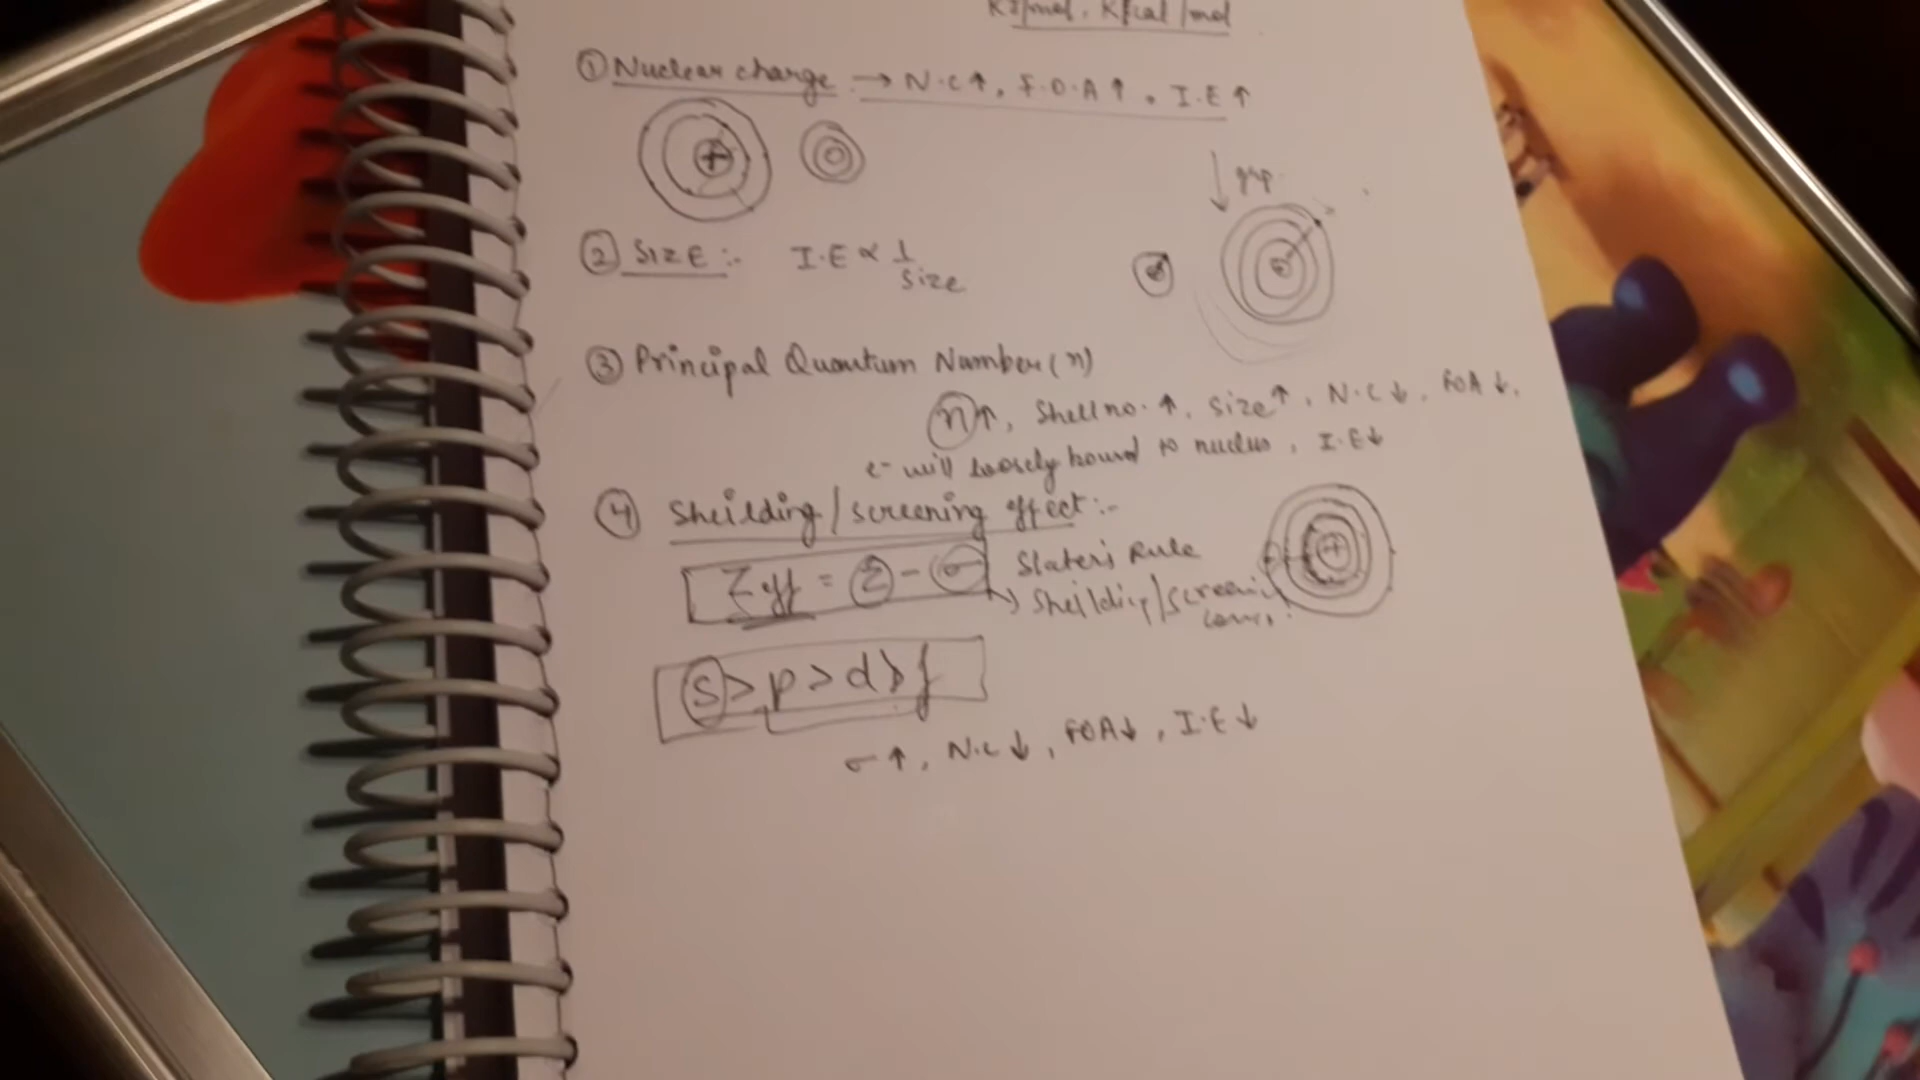 KJ/mol, Kcal/mol
① Nuclear charge → N.C ↑, F.O.A ↑, I.E ↑
gap
② SIZE :- I.E ∝ 1/size
③ Principal Quantum Number (n)
n ↑, Shell no. ↑, size ↑, N.C ↓, FOA ↓,
e- will loosely bound to nucleus, I.E ↓
④ Sheilding/screening effect :-
Zeff = Z - σ Slater's Rule
→ Sheilding/screening
s > p > d > f
σ ↑, N.C ↓, FOA ↓, I.E ↓